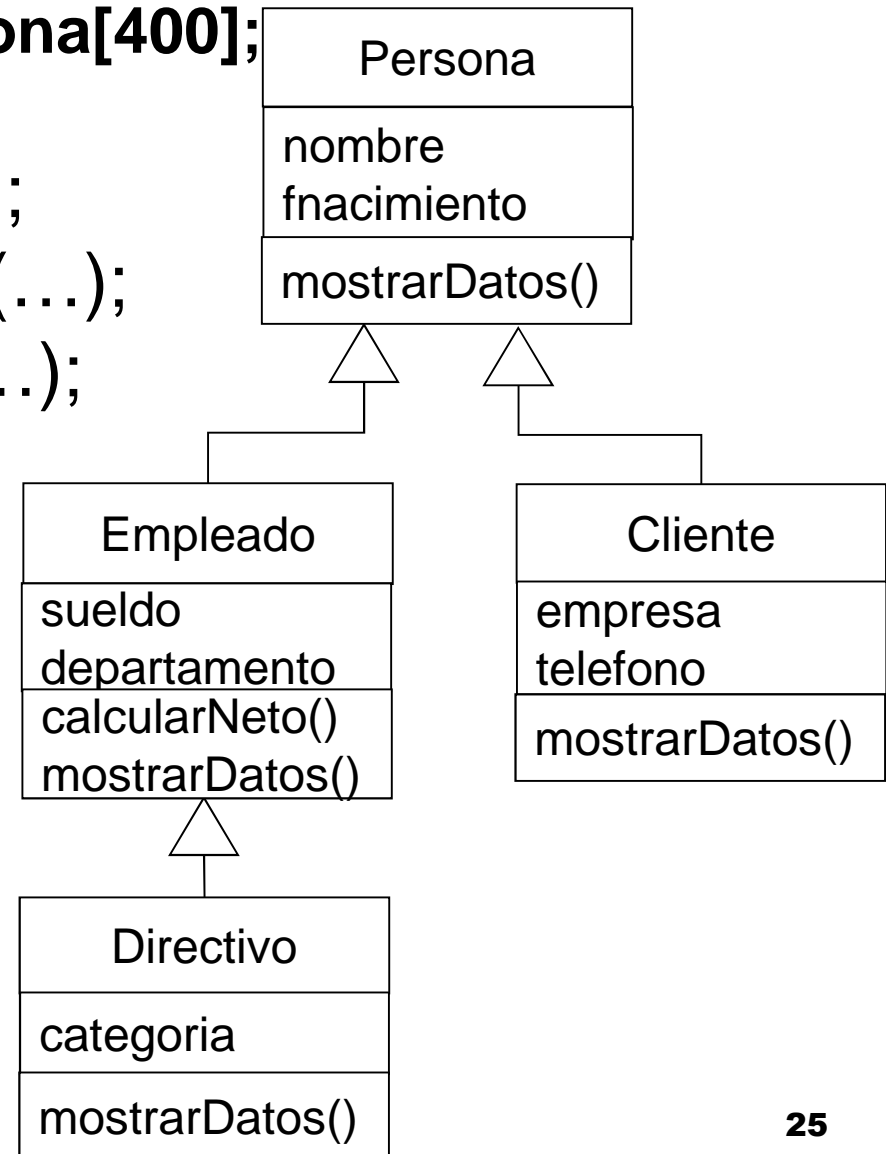 ona[400];
;
(…);
..);
Persona
nombre
fnacimiento
mostrarDatos()
Empleado
sueldo
departamento
calcularNeto()
mostrarDatos()
Cliente
empresa
telefono
mostrarDatos()
Directivo
categoria
mostrarDatos()
25